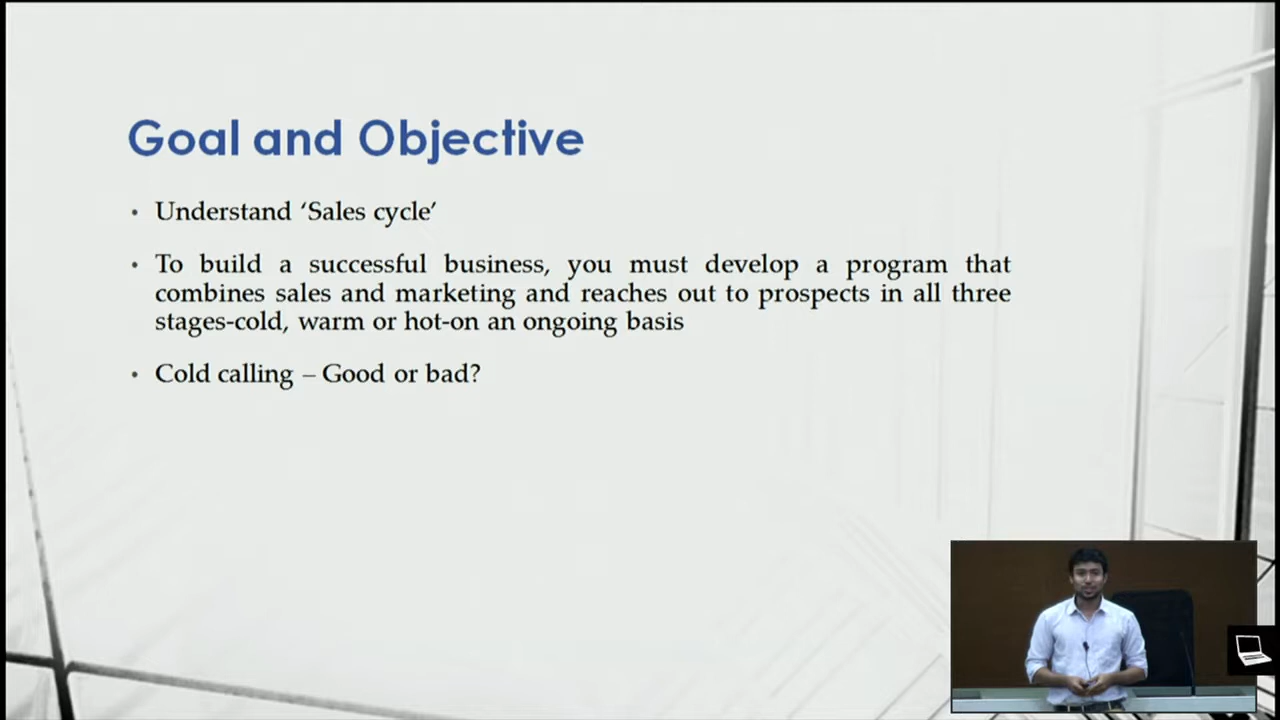 Goal and Objective
• Understand ‘Sales cycle’
• To build a successful business, you must develop a program that
combines sales and marketing and reaches out to prospects in all three
stages-cold, warm or hot-on an ongoing basis
• Cold calling – Good or bad?